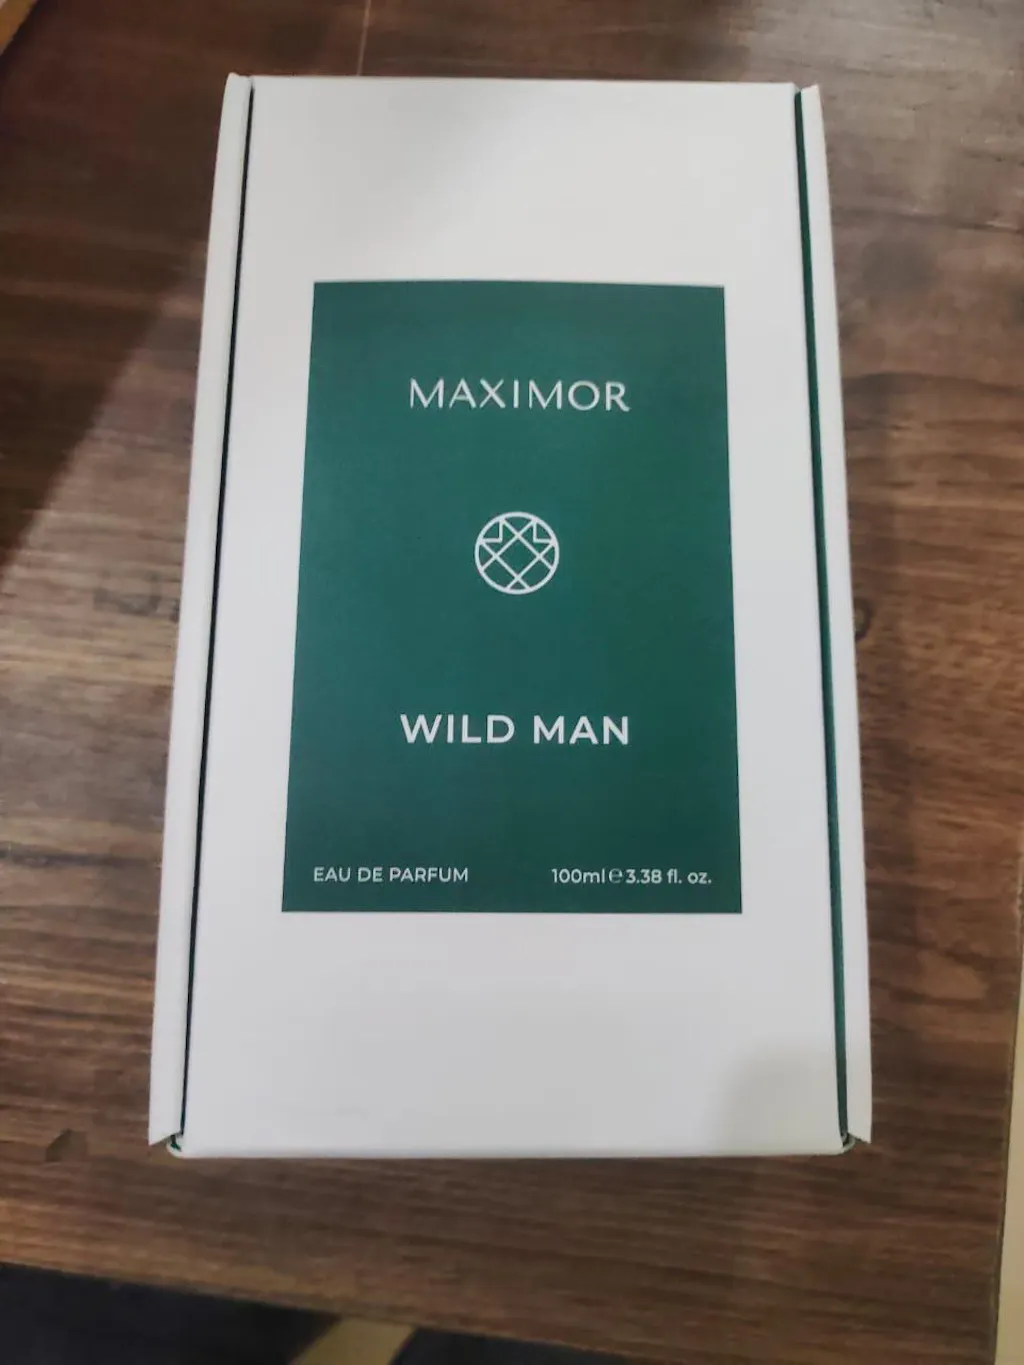 MAXIMOR
WILD MAN
EAU DE PARFUM 100ml ℮ 3.38 fl. oz.